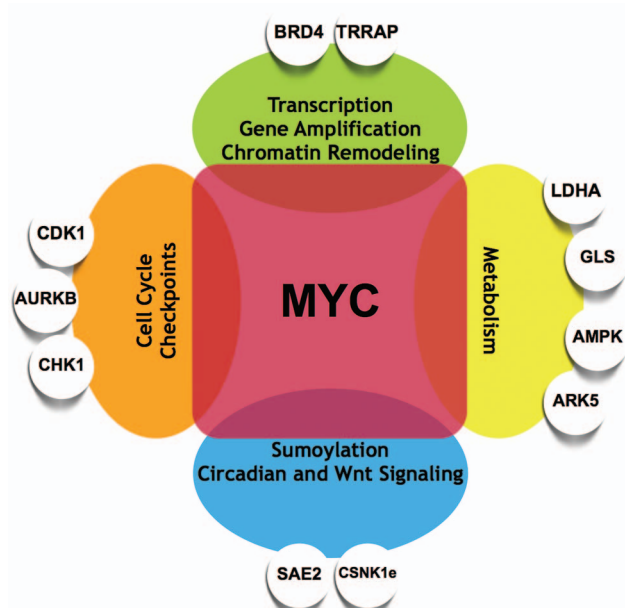 BRD4 TRRAP
Transcription
Gene Amplification
Chromatin Remodeling
CDK1
AURKB
CHK1
Cell Cycle
Checkpoints
MYC
Metabolism
LDHA
GLS
AMPK
ARK5
Sumoylation
Circadian and Wnt Signaling
SAE2 CSNK1e